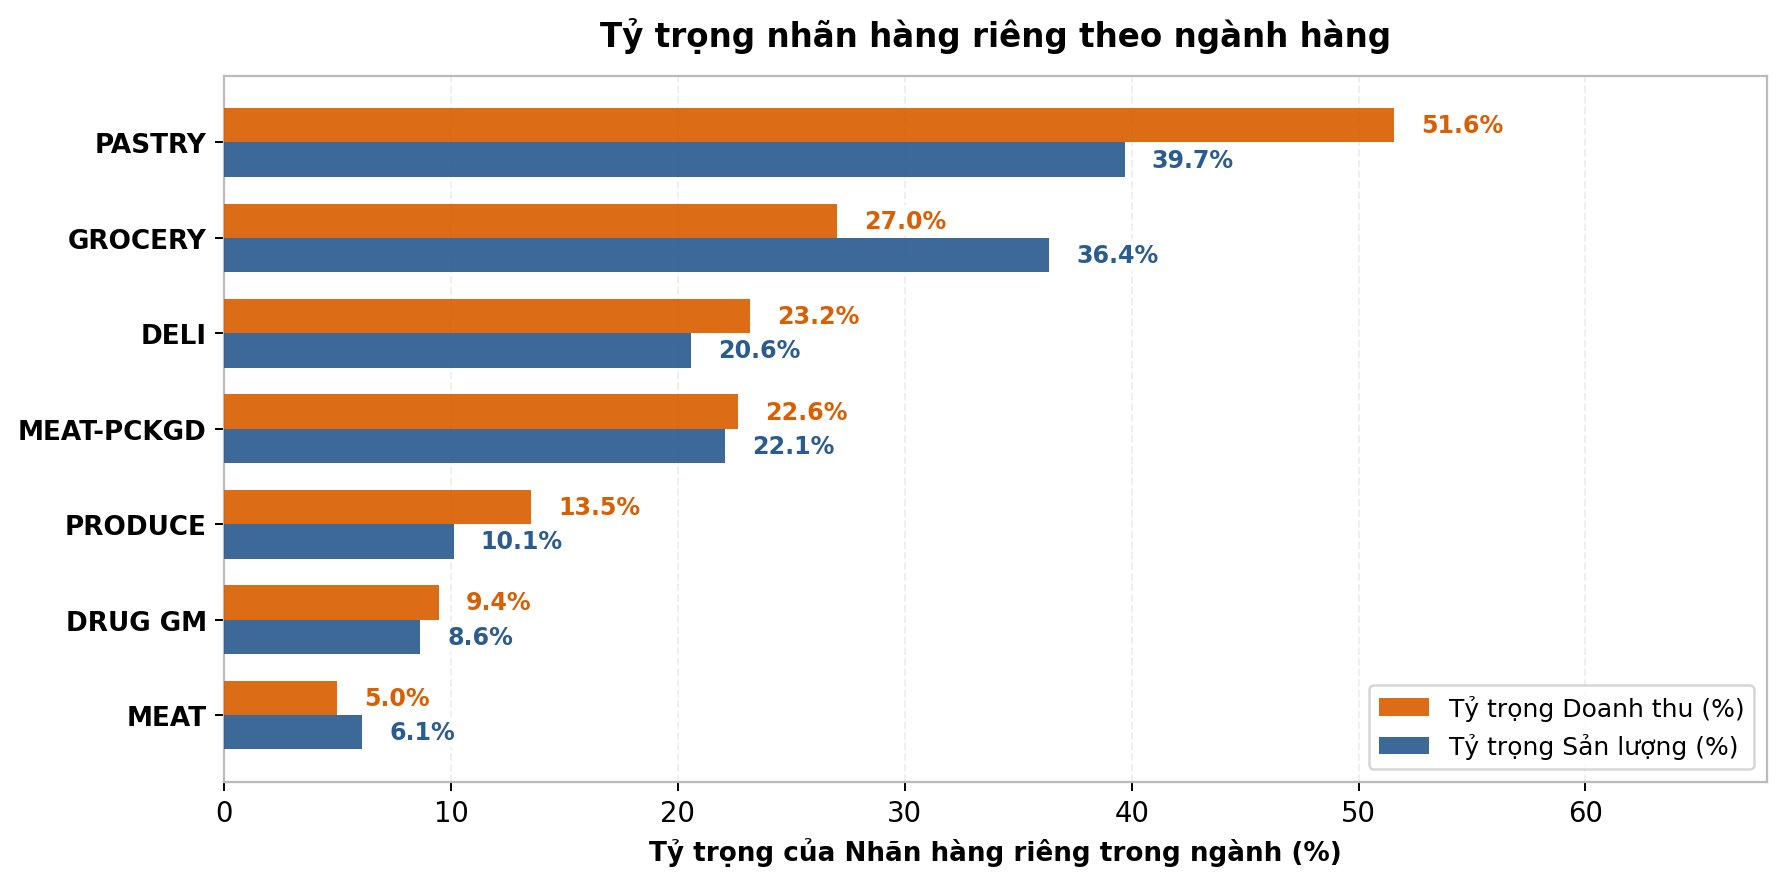 Tỷ trọng nhãn hàng riêng theo ngành hàng
PASTRY
51.6%
39.7%
GROCERY
27.0%
36.4%
DELI
23.2%
20.6%
MEAT-PCKGD
22.6%
22.1%
PRODUCE
13.5%
10.1%
DRUG GM
9.4%
8.6%
MEAT
5.0%
6.1%
Tỷ trọng Doanh thu (%)
Tỷ trọng Sản lượng (%)
0 10 20 30 40 50 60
Tỷ trọng của Nhãn hàng riêng trong ngành (%)